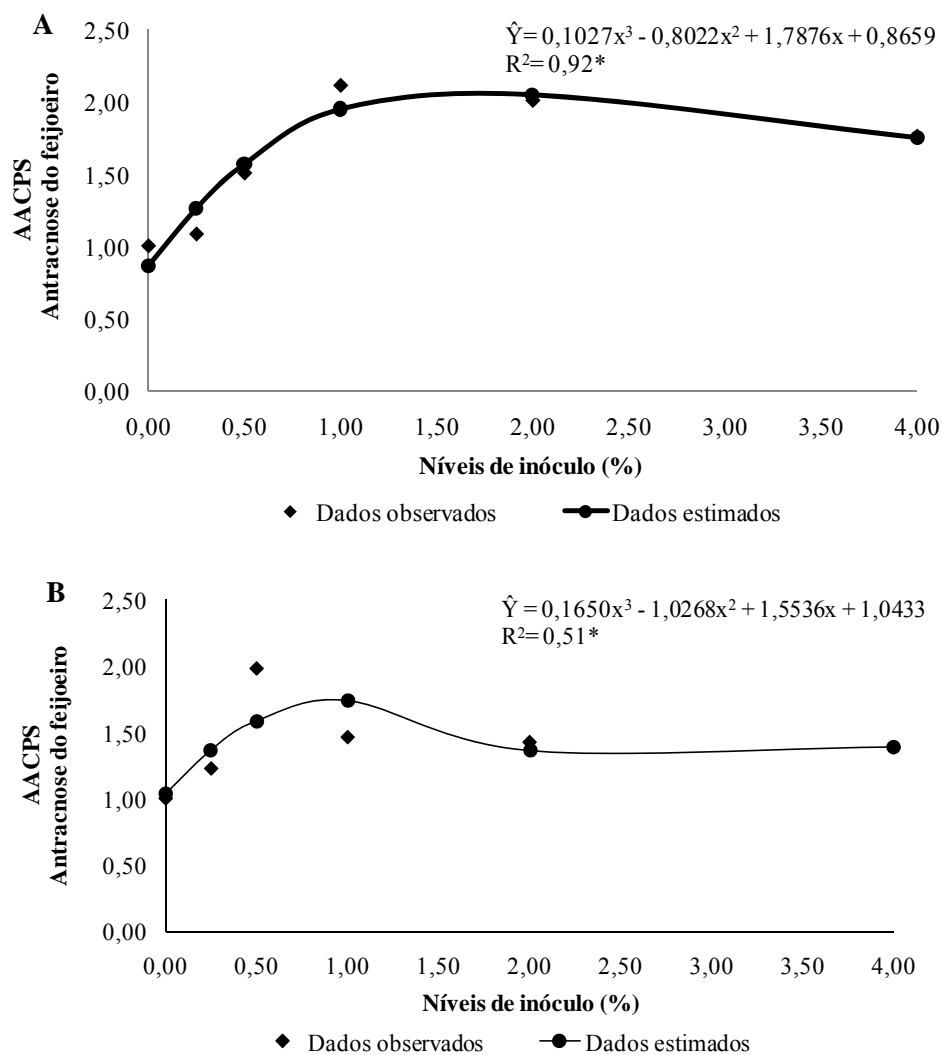 A
Ŷ= 0,1027x³ - 0,8022x² + 1,7876x + 0,8659
R²= 0,92*
AACPS
Antracnose do feijoeiro
2,50
2,00
1,50
1,00
0,50
0,00
0,00 0,50 1,00 1,50 2,00 2,50 3,00 3,50 4,00
Níveis de inóculo (%)
Dados observados Dados estimados
B
Ŷ = 0,1650x³ - 1,0268x² + 1,5536x + 1,0433
R²= 0,51*
AACPS
Antracnose do feijoeiro
2,50
2,00
1,50
1,00
0,50
0,00
0,00 0,50 1,00 1,50 2,00 2,50 3,00 3,50 4,00
Níveis de inóculo (%)
Dados observados Dados estimados